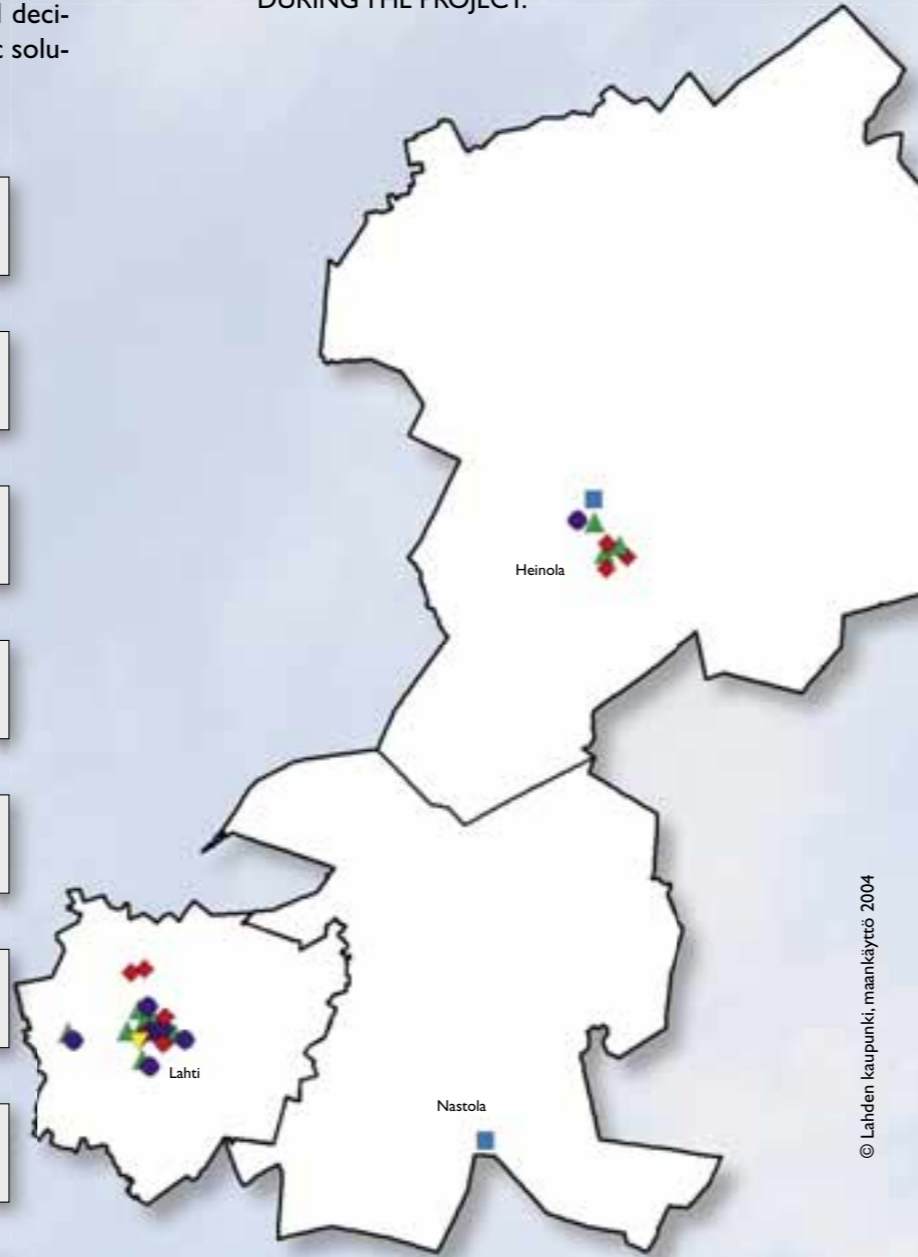 l deci-
c solu-
DURING THE PROJECT.
Heinola
Lahti
Nastola
© Lahden kaupunki, maankäyttö 2004